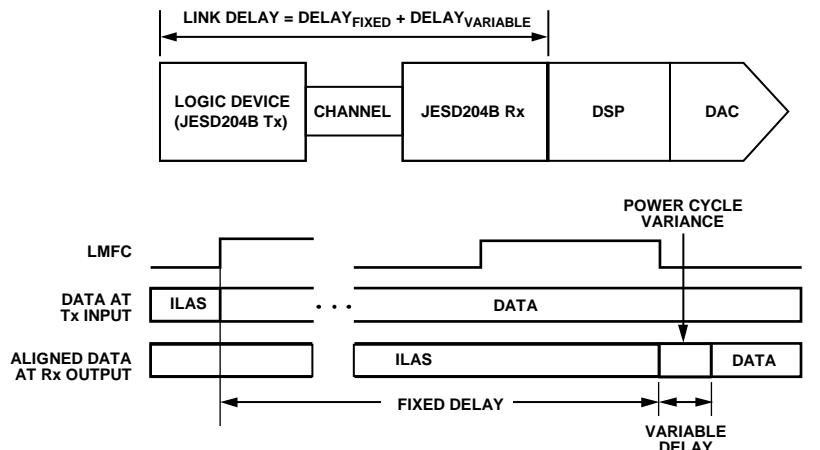 LINK DELAY = DELAYFIXED + DELAYVARIABLE
LOGIC DEVICE
(JESD204B Tx)
CHANNEL
JESD204B Rx
DSP
DAC
POWER CYCLE
VARIANCE
LMFC
DATA AT
Tx INPUT
ILAS
. . .
DATA
ALIGNED DATA
AT Rx OUTPUT
ILAS
DATA
FIXED DELAY
VARIABLE
DELAY